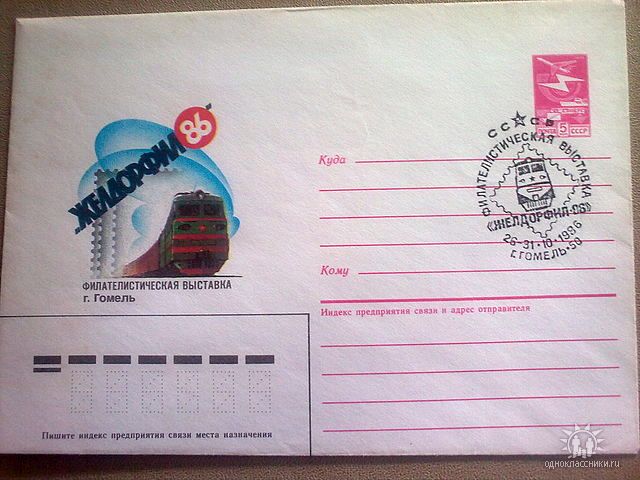 „ЖЕЛДОРФИЛ
86
ФИЛАТЕЛИСТИЧЕСКАЯ ВЫСТАВКА
г. Гомель
ПОЧТА 5 СССР
СССР
ФИЛАТЕЛИСТИЧЕСКАЯ ВЫСТАВКА
«ЖЕЛДОРФИЛ-86»
26-31·10·1986
Г. ГОМЕЛЬ-50
Куда
Кому
Индекс предприятия связи и адрес отправителя
Пишите индекс предприятия связи места назначения
одноклассники.ru